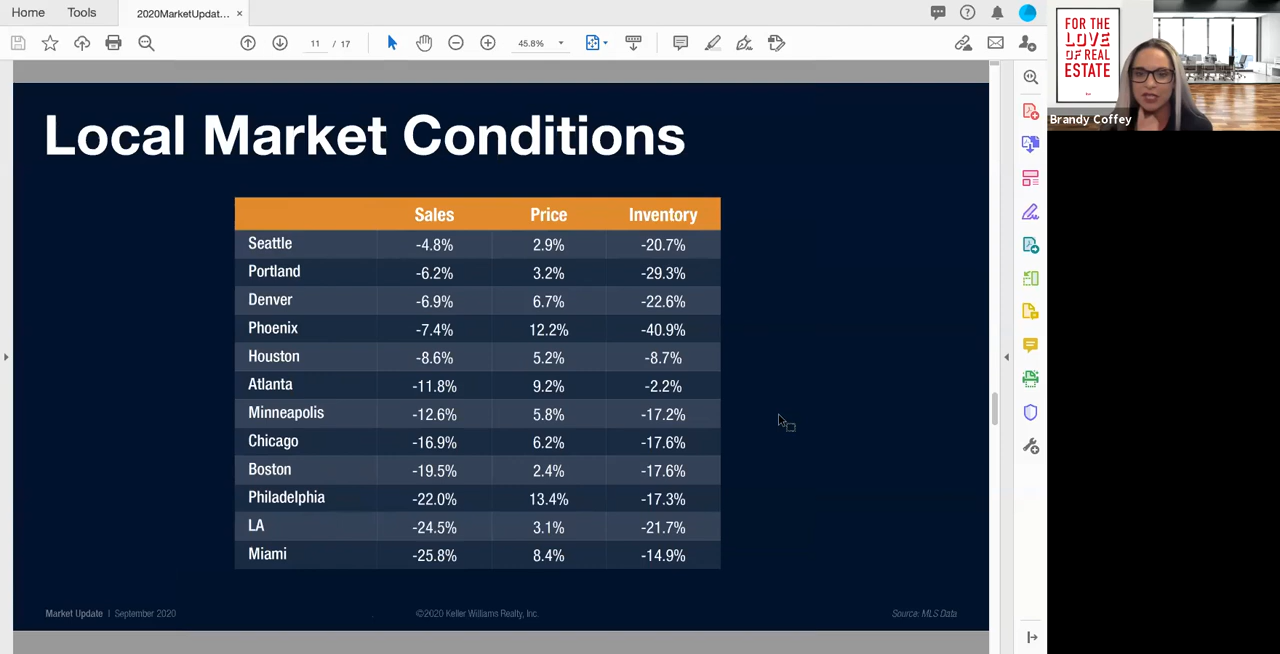 Home Tools 2020MarketUpdat... ×
11 / 17 45.8%
Local Market Conditions
Sales Price Inventory
Seattle -4.8% 2.9% -20.7%
Portland -6.2% 3.2% -29.3%
Denver -6.9% 6.7% -22.6%
Phoenix -7.4% 12.2% -40.9%
Houston -8.6% 5.2% -8.7%
Atlanta -11.8% 9.2% -2.2%
Minneapolis -12.6% 5.8% -17.2%
Chicago -16.9% 6.2% -17.6%
Boston -19.5% 2.4% -17.6%
Philadelphia -22.0% 13.4% -17.3%
LA -24.5% 3.1% -21.7%
Miami -25.8% 8.4% -14.9%
Market Update | September 2020 ©2020 Keller Williams Realty, Inc. Source: MLS Data
FOR THE
LOVE
OF REAL
ESTATE
Brandy Coffey